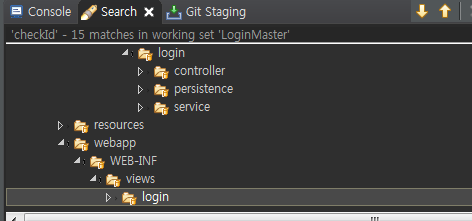 Console Search Git Staging
'checkId' - 15 matches in working set 'LoginMaster'
login
controller
persistence
service
resources
webapp
WEB-INF
views
login